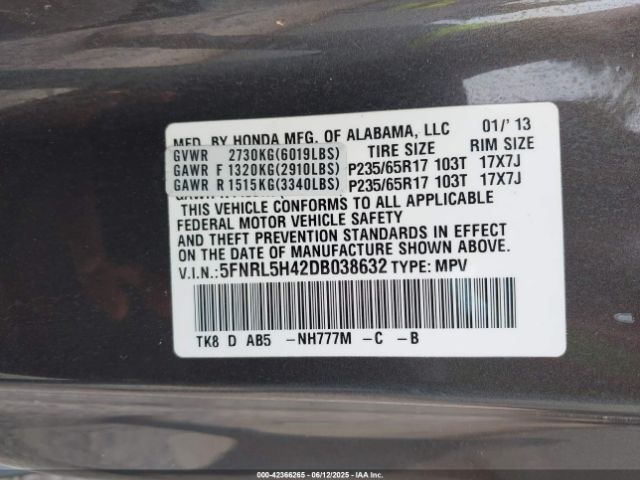 MFD. BY HONDA MFG. OF ALABAMA, LLC 01/'13
TIRE SIZE RIM SIZE
GVWR 2730KG(6019LBS)
GAWR F 1320KG(2910LBS) P235/65R17 103T 17X7J
GAWR R 1515KG(3340LBS) P235/65R17 103T 17X7J
THIS VEHICLE CONFORMS TO ALL APPLICABLE
FEDERAL MOTOR VEHICLE SAFETY
AND THEFT PREVENTION STANDARDS IN EFFECT
ON THE DATE OF MANUFACTURE SHOWN ABOVE.
V.I.N.: 5FNRL5H42DB038632 TYPE: MPV
TK8 D AB5 -NH777M -C -B
000-42366265 - 06/12/2025 - IAAI.com